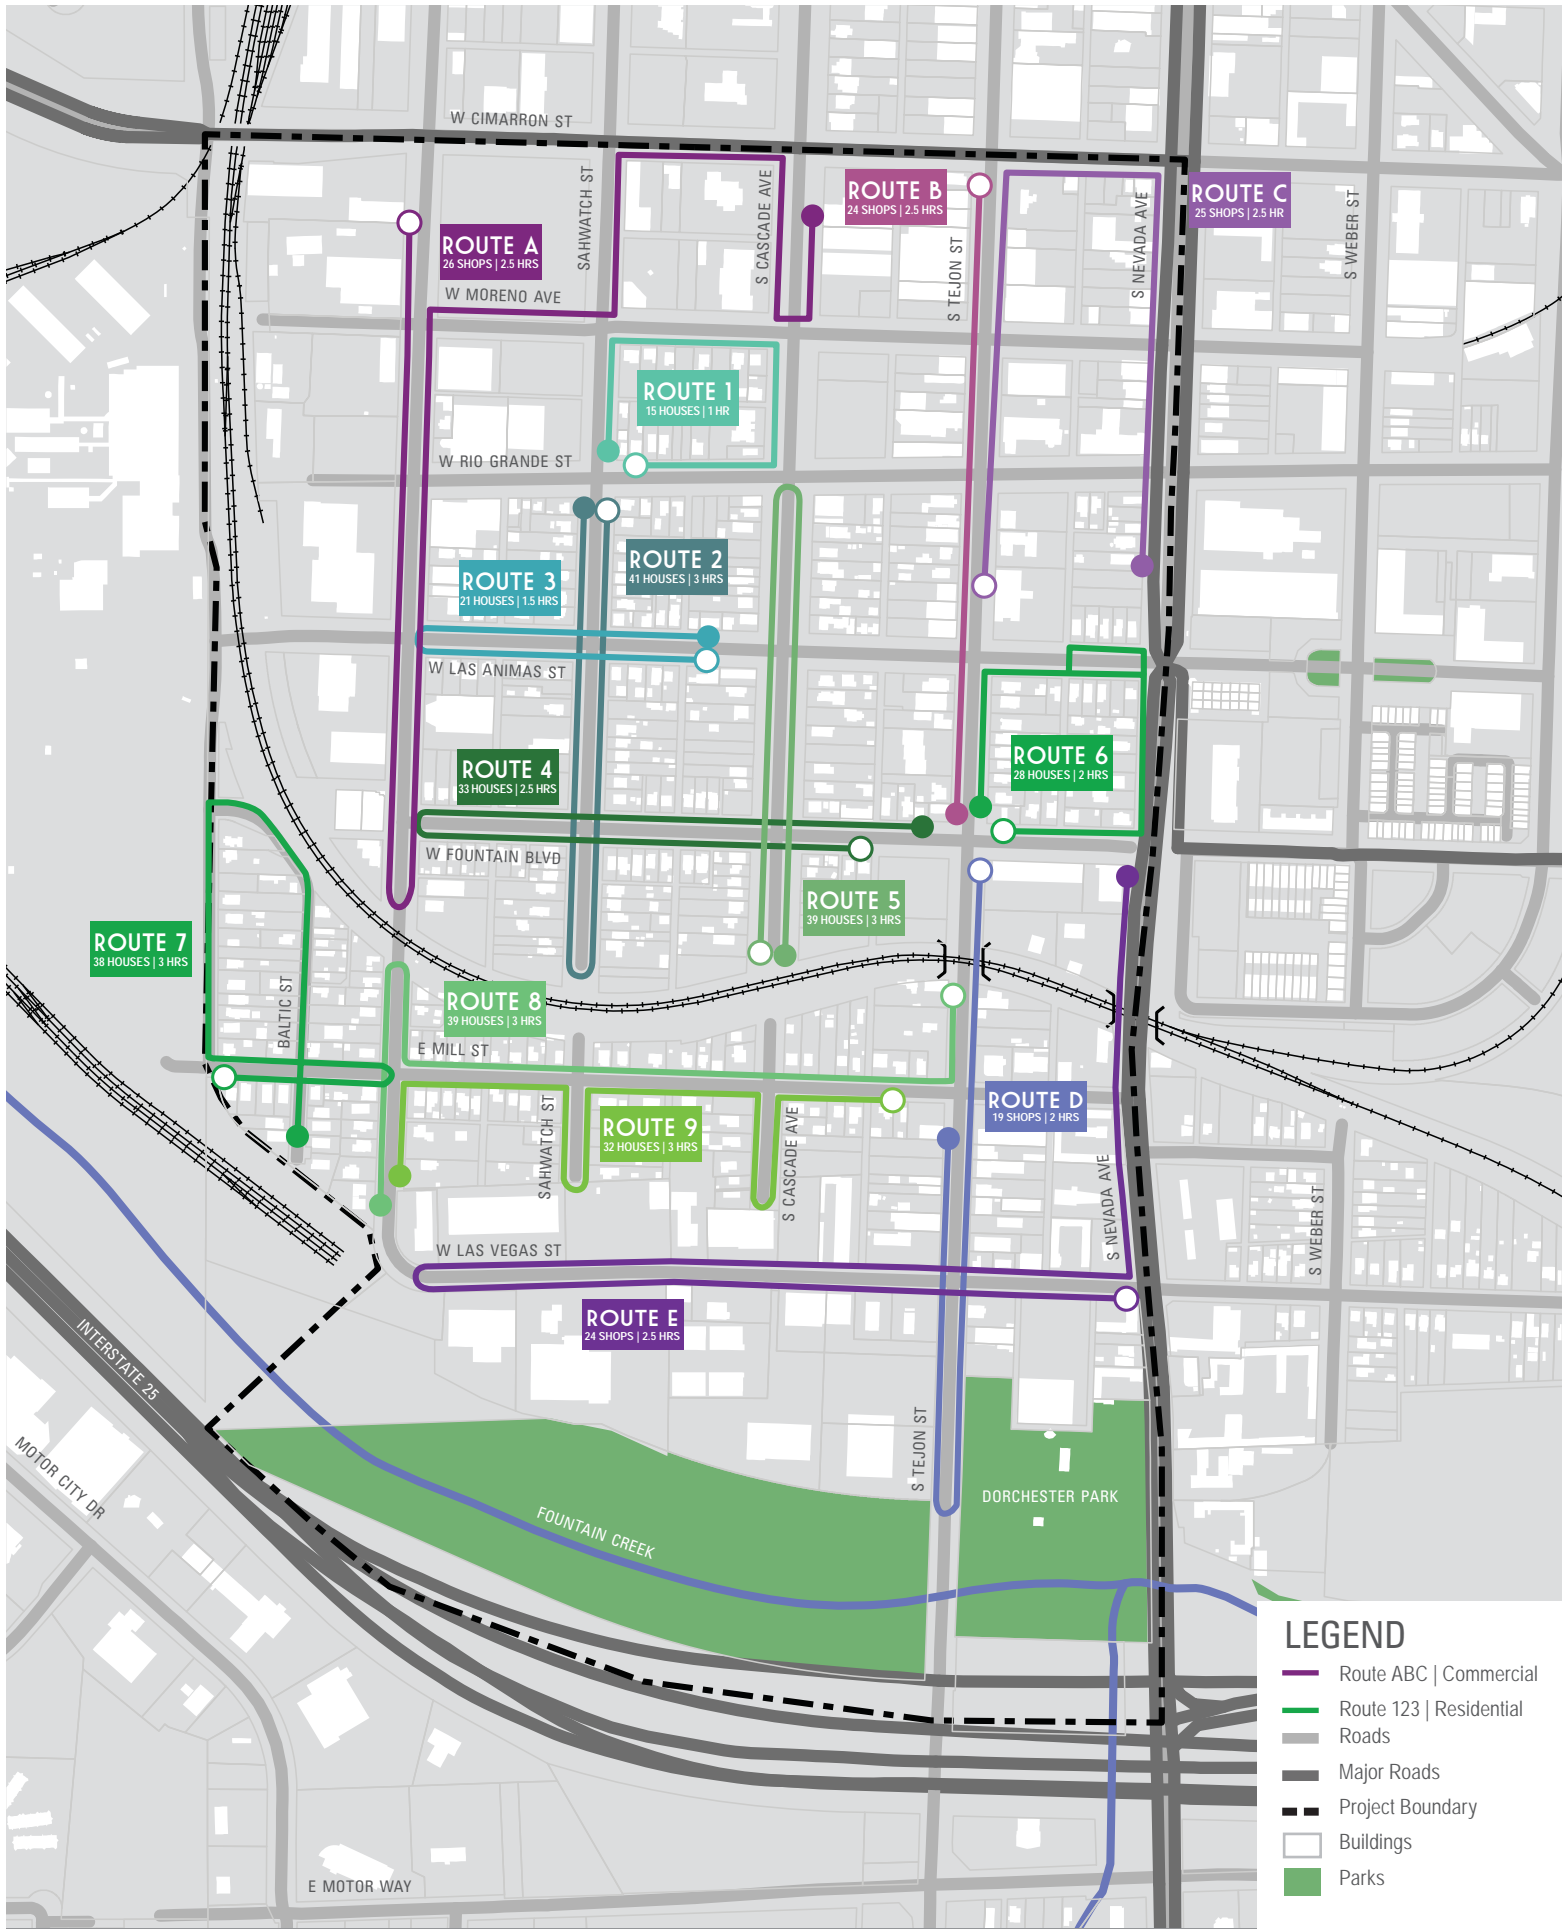 W CIMARRON ST
SAHWATCH ST
S CASCADE AVE
ROUTE B
24 SHOPS | 2.5 HRS
ROUTE C
25 SHOPS | 2.5 HR
S NEVADA AVE
S WEBER ST
ROUTE A
26 SHOPS | 2.5 HRS
S TEJON ST
W MORENO AVE
ROUTE 1
15 HOUSES | 1 HR
W RIO GRANDE ST
ROUTE 2
41 HOUSES | 3 HRS
ROUTE 3
21 HOUSES | 1.5 HRS
W LAS ANIMAS ST
ROUTE 4
33 HOUSES | 2.5 HRS
ROUTE 6
28 HOUSES | 2 HRS
W FOUNTAIN BLVD
ROUTE 5
39 HOUSES | 3 HRS
ROUTE 7
38 HOUSES | 3 HRS
BALTIC ST
ROUTE 8
39 HOUSES | 3 HRS
E MILL ST
ROUTE D
19 SHOPS | 2 HRS
SAHWATCH ST
ROUTE 9
32 HOUSES | 3 HRS
S CASCADE AVE
S NEVADA AVE
S WEBER ST
W LAS VEGAS ST
ROUTE E
24 SHOPS | 2.5 HRS
INTERSTATE 25
MOTOR CITY DR
S TEJON ST
DORCHESTER PARK
FOUNTAIN CREEK
E MOTOR WAY
LEGEND
Route ABC | Commercial
Route 123 | Residential
Roads
Major Roads
Project Boundary
Buildings
Parks